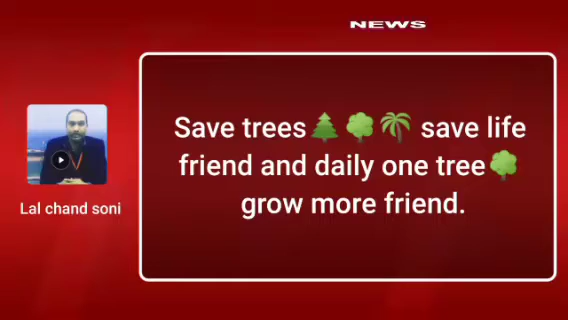 NEWS
Save trees🌲🌳🌴 save life
friend and daily one tree🌳
grow more friend.
Lal chand soni